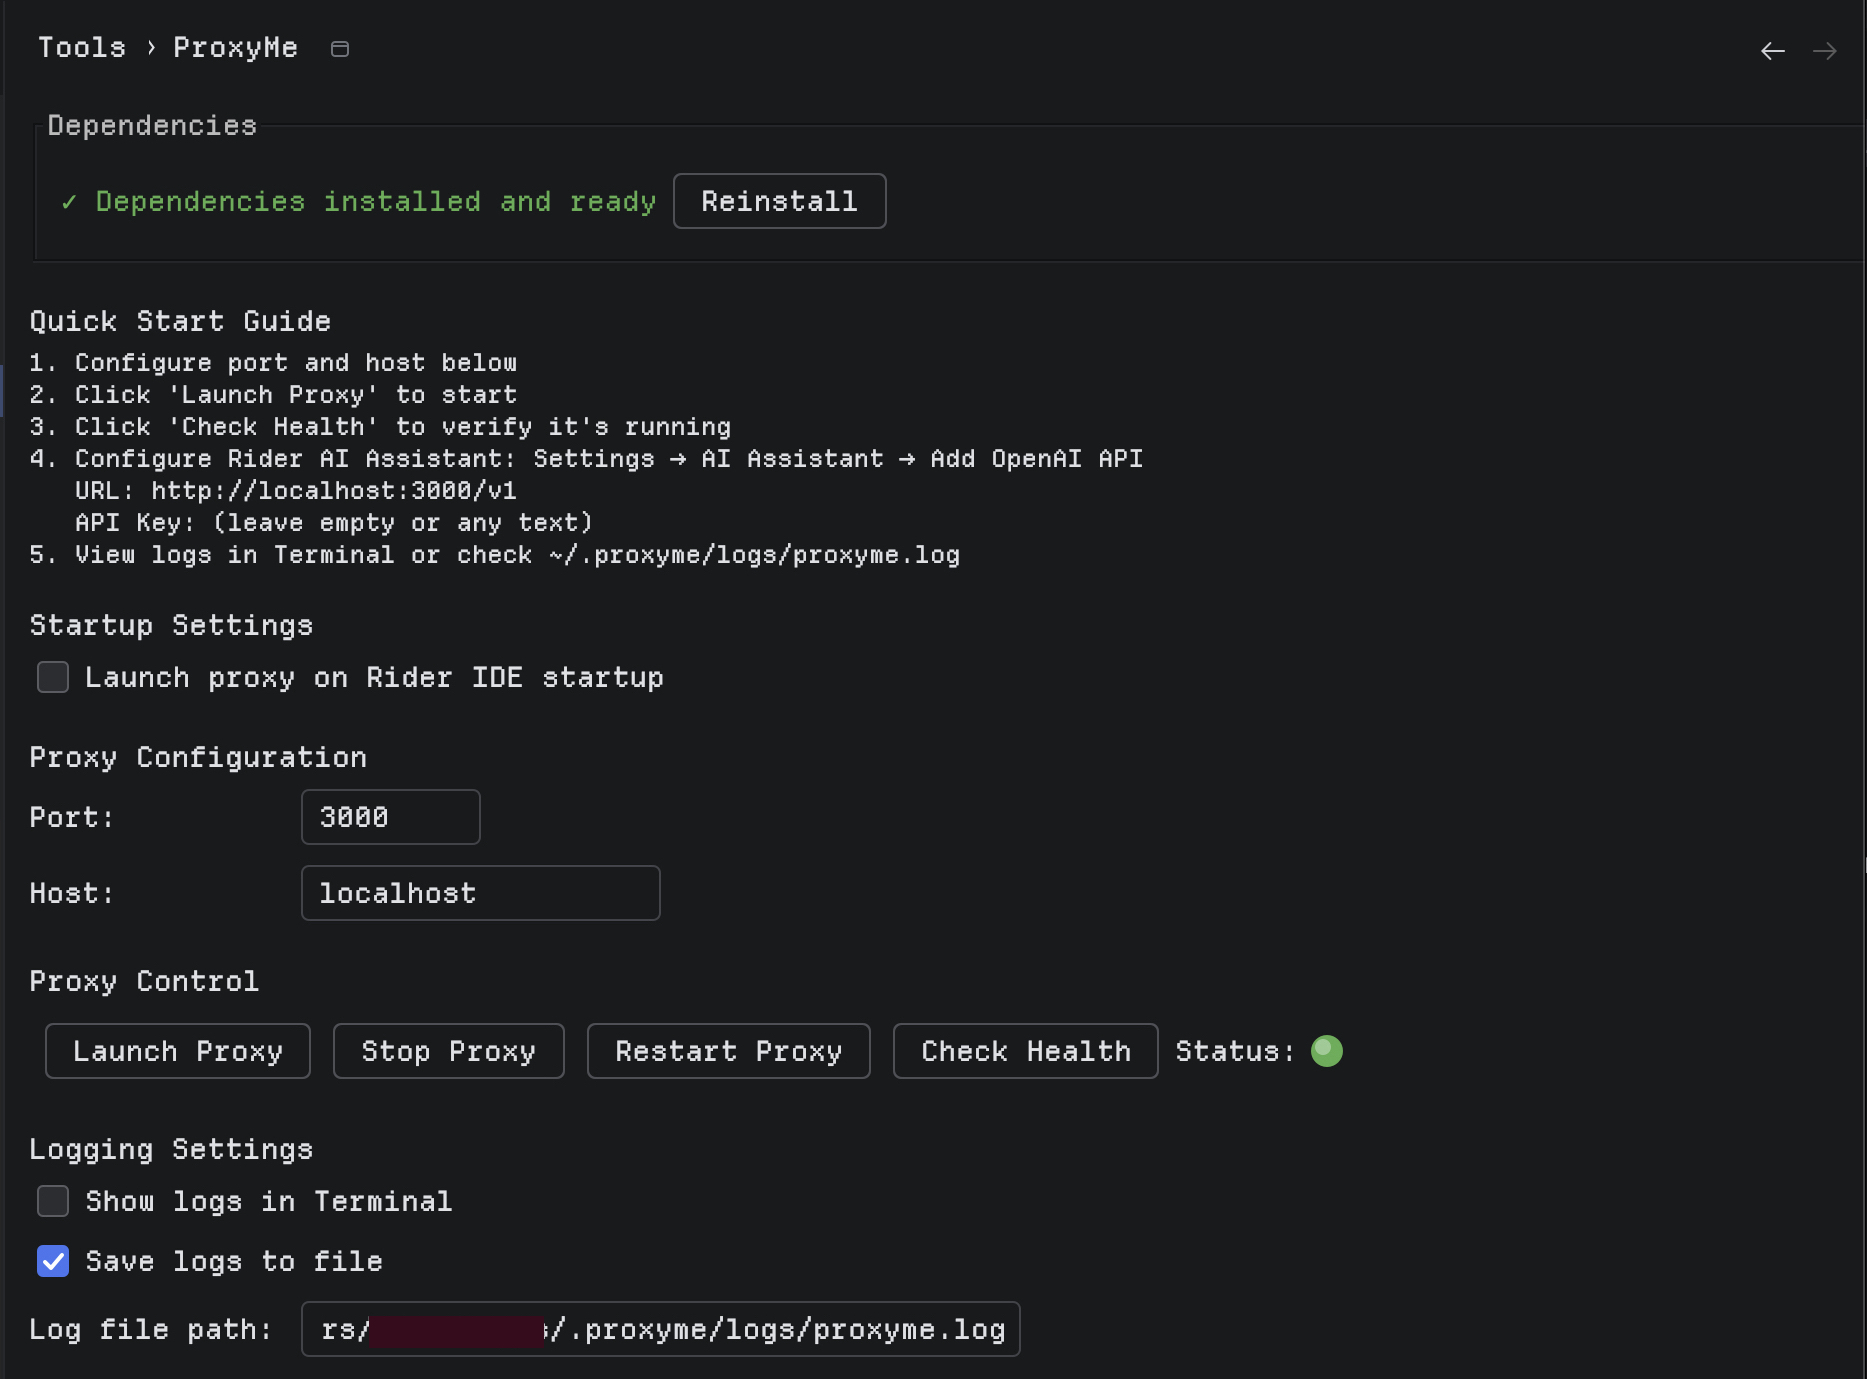 Tools › ProxyMe
Dependencies
✓ Dependencies installed and ready
Reinstall
Quick Start Guide
1. Configure port and host below
2. Click 'Launch Proxy' to start
3. Click 'Check Health' to verify it's running
4. Configure Rider AI Assistant: Settings → AI Assistant → Add OpenAI API
URL: http://localhost:3000/v1
API Key: (leave empty or any text)
5. View logs in Terminal or check ~/.proxyme/logs/proxyme.log
Startup Settings
Launch proxy on Rider IDE startup
Proxy Configuration
Port: 3000
Host: localhost
Proxy Control
Launch Proxy Stop Proxy Restart Proxy Check Health Status:
Logging Settings
Show logs in Terminal
Save logs to file
Log file path: rs/ /.proxyme/logs/proxyme.log